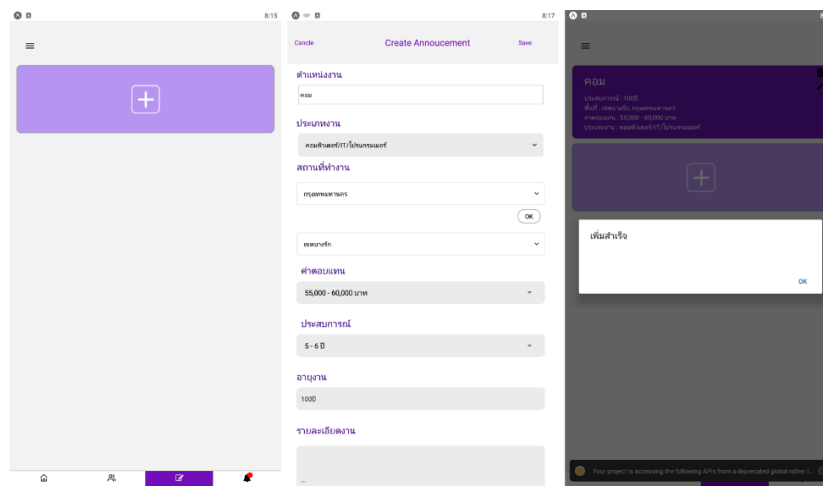 8:15
8:17
8
Cancle
Create Annoucement
Save
ตำแหน่งงาน
คอม
ประเภทงาน
คอมพิวเตอร์/IT/โปรแกรมเมอร์
สถานที่ทำงาน
กรุงเทพมหานคร
OK
เขตบางรัก
ค่าตอบแทน
55,000 - 60,000 บาท
ประสบการณ์
5 - 6 ปี
อายุงาน
100ปี
รายละเอียดงาน
...
คอม
ประสบการณ์ : 100ปี
พื้นที่ : เขตบางรัก, กรุงเทพมหานคร
ค่าตอบแทน : 55,000 - 60,000 บาท
ประเภทงาน : คอมพิวเตอร์/IT/โปรแกรมเมอร์
เพิ่มสำเร็จ
OK
Your project is accessing the following APIs from a deprecated global rather t...